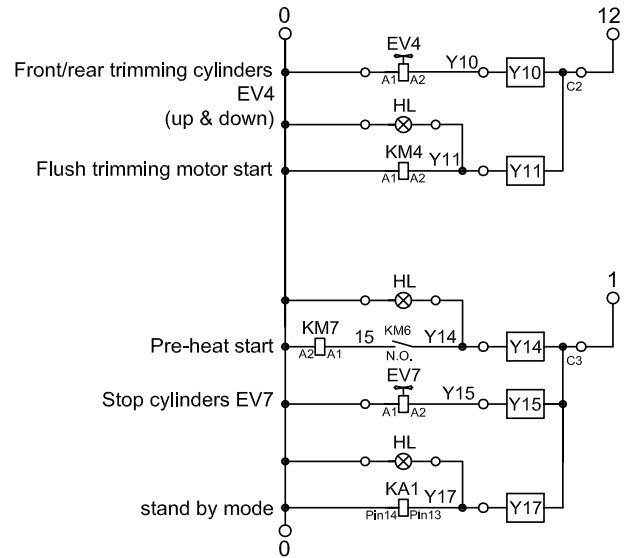 0 12
EV4
Front/rear trimming cylinders A1 A2 Y10 Y10 C2
EV4
(up & down) HL
Flush trimming motor start KM4 A1 A2 Y11 Y11
HL 1
Pre-heat start KM7 A2 A1 15 KM6 N.O. Y14 Y14 C3
Stop cylinders EV7 EV7 A1 A2 Y15 Y15
HL
stand by mode KA1 Pin14 Pin13 Y17 Y17
0